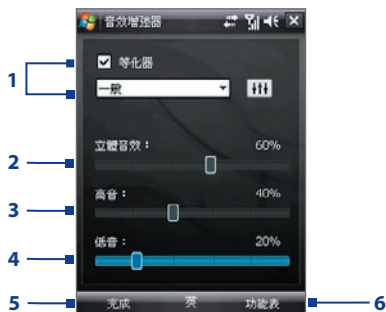 音效增強器
1
等化器
一般
2
立體音效： 60%
3
高音： 40%
4
低音： 20%
5 完成 英 功能表 6